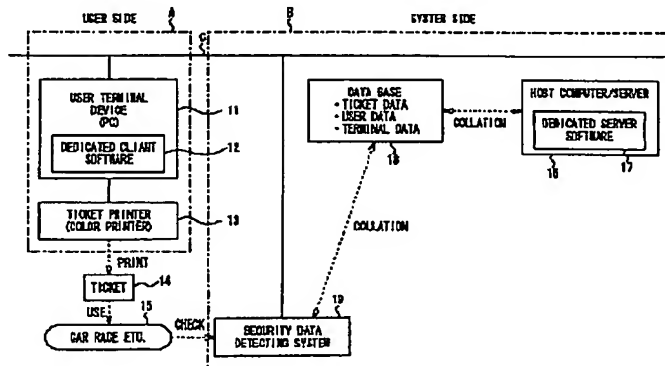 USER SIDE
A
C
B
SYSTEM SIDE
USER TERMINAL
DEVICE
(PC)
11
DEDICATED CLIENT
SOFTWARE
12
TICKET PRINTER
(COLOR PRINTER)
13
PRINT
TICKET
14
USE
15
CAR RACE ETC.
CHECK
DATA BASE
• TICKET DATA
• USER DATA
• TERMINAL DATA
18
COLLATION
HOST COMPUTER/SERVER
DEDICATED SERVER
SOFTWARE
16
17
COLLATION
19
SECURITY DATA
DETECTING SYSTEM